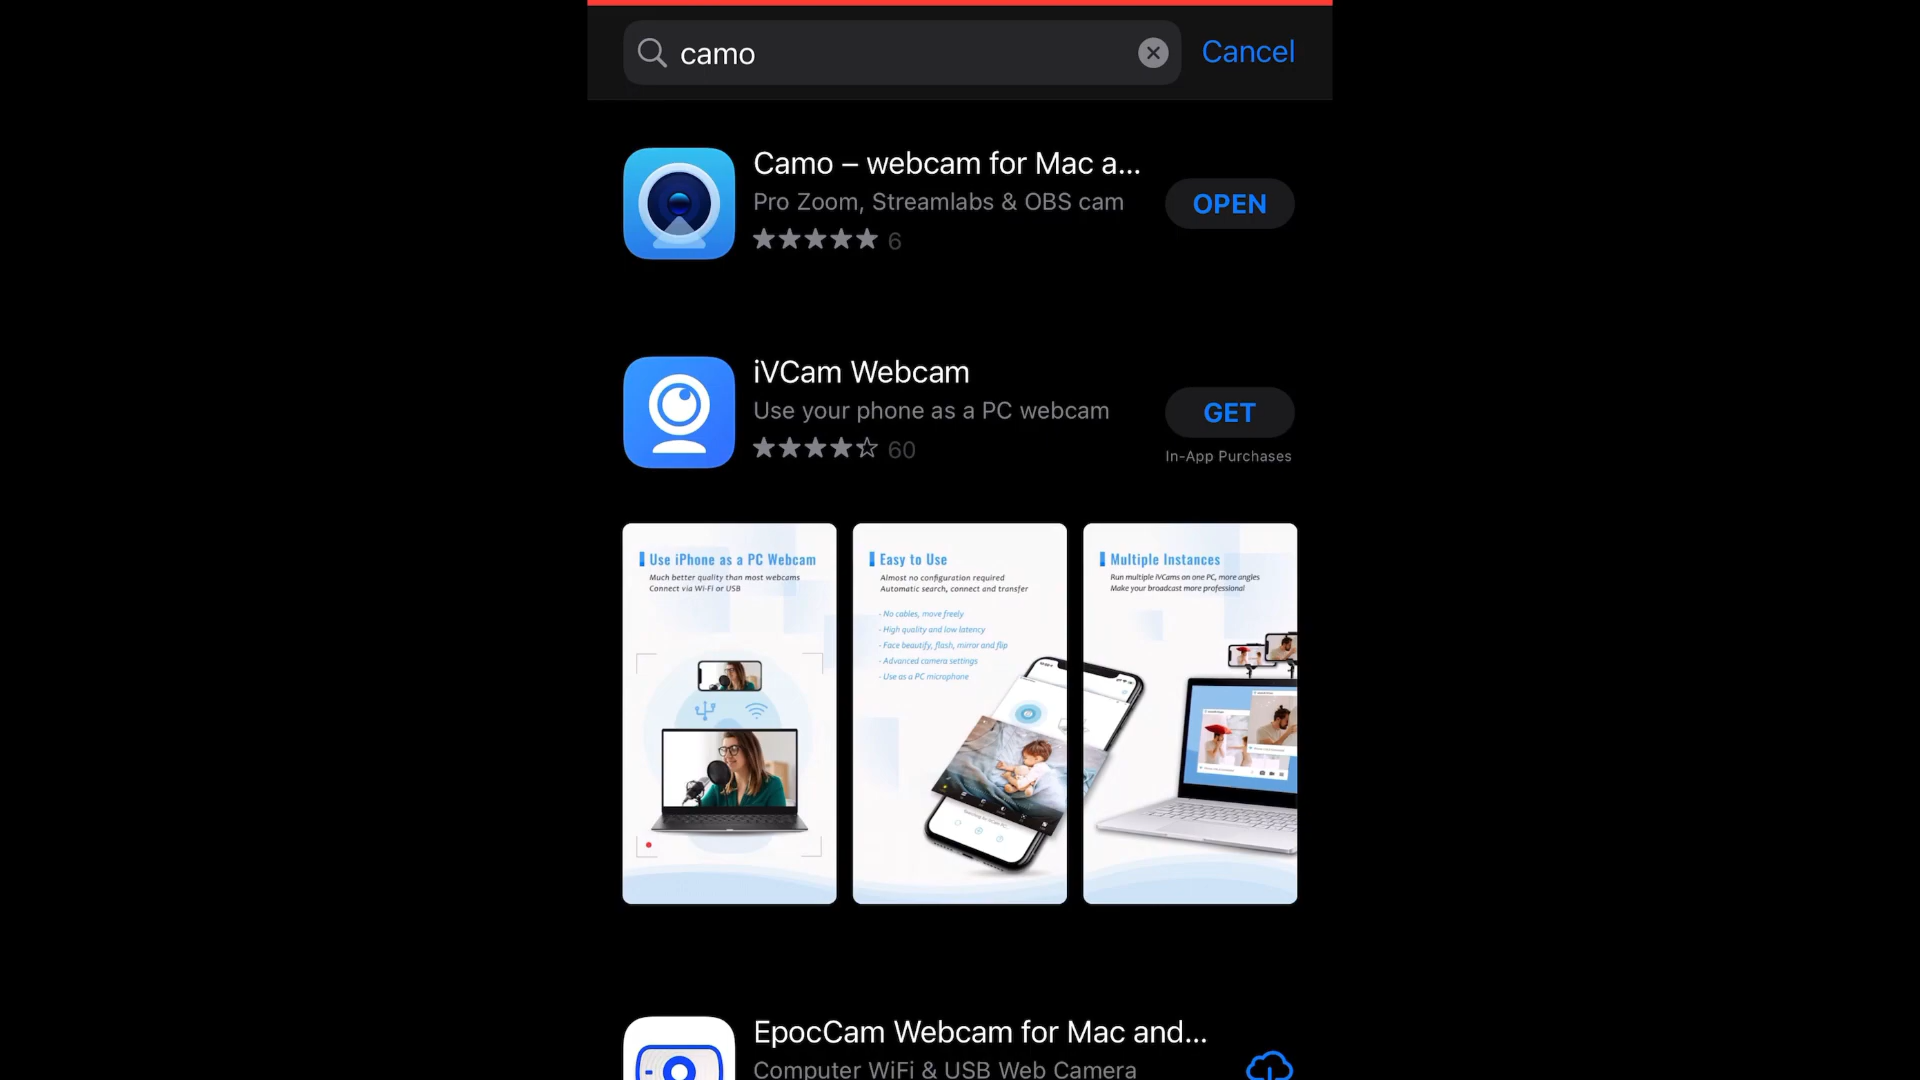 camo
Cancel
Camo – webcam for Mac a...
Pro Zoom, Streamlabs & OBS cam
6
OPEN
iVCam Webcam
Use your phone as a PC webcam
60
GET
In-App Purchases
Use iPhone as a PC Webcam
Much better quality than most webcams
Connect via Wi-Fi or USB
Easy to Use
Almost no configuration required
Automatic search, connect and transfer
- No cables, move freely
- High quality and low latency
- Face beautify, flash, mirror and flip
- Advanced camera settings
- Use as a PC microphone
Multiple Instances
Run multiple iVCams on one PC, more angles
Make your broadcast more professional
EpocCam Webcam for Mac and...
Computer WiFi & USB Web Camera